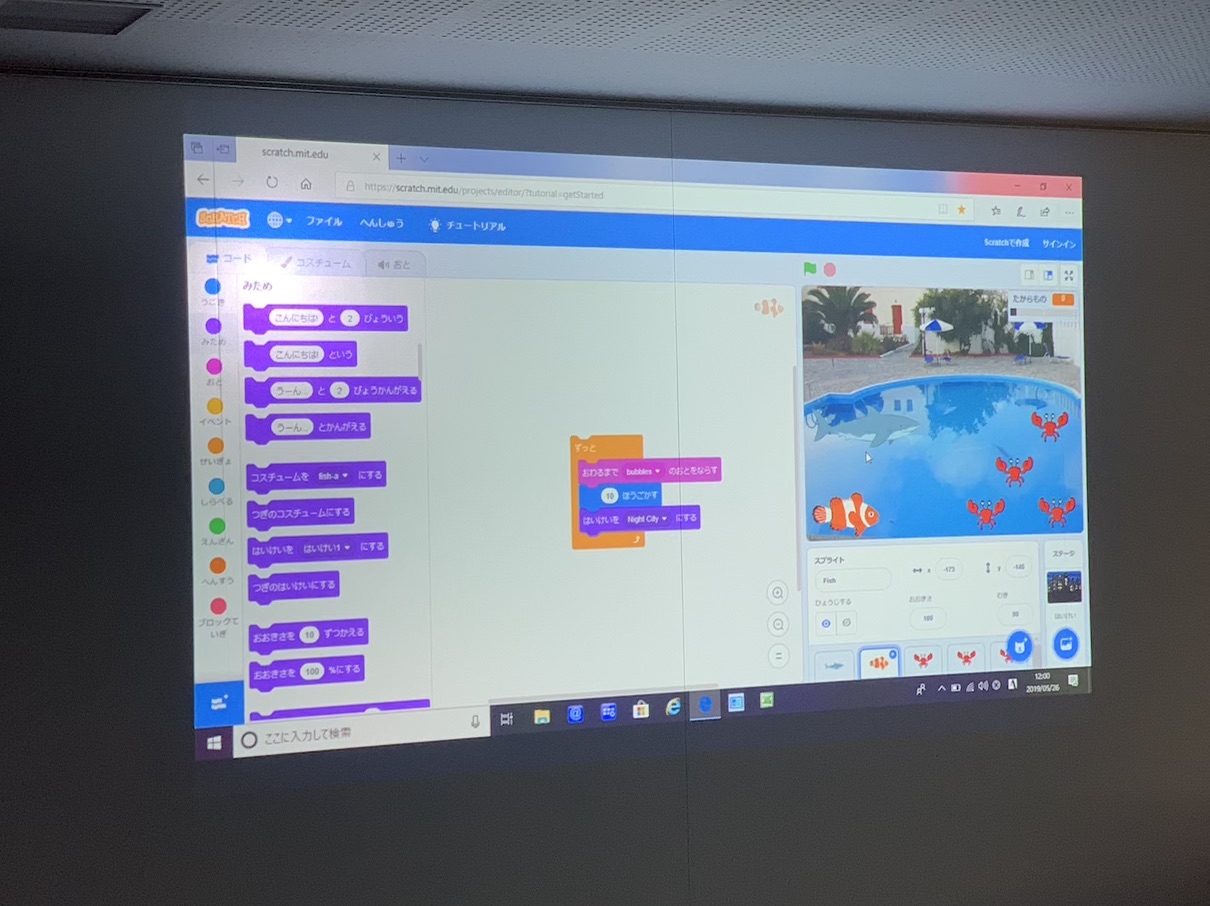 scratch.mit.edu
https://scratch.mit.edu/projects/editor/?tutorial=getStarted
SCRATCH
ファイル
へんしゅう
チュートリアル
Scratchで作成
サインイン
コード
コスチューム
おと
うごき
みため
おと
イベント
せいぎょ
しらべる
えんざん
へんすう
ブロックてい
ぎ
みため
こんにちは! と 2 びょういう
こんにちは! という
うーん... と 2 びょうかんがえる
うーん... とかんがえる
コスチュームを fish-a にする
つぎのコスチュームにする
はいけいを はいけい1 にする
つぎのはいけいにする
おおきさを 10 ずつかえる
おおきさを 100 %にする
ずっと
おわるまで bubbles のおとをならす
10 ほうごかす
はいけいを Night City にする
たからもの 0
スプライト
Fish
x -173
y -145
ひょうじする
おおきさ
100
むき
90
ステージ
はいけい
ここに入力して検索
12:00
2019/05/26